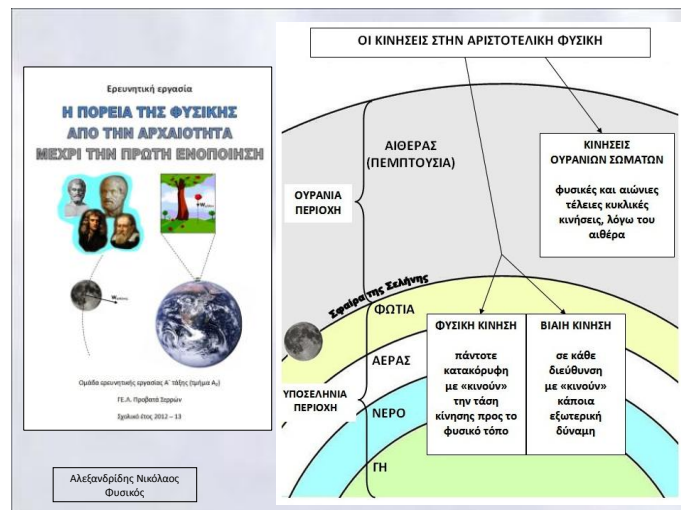 Ερευνητική εργασία
Η ΠΟΡΕΙΑ ΤΗΣ ΦΥΣΙΚΗΣ
ΑΠΟ ΤΗΝ ΑΡΧΑΙΟΤΗΤΑ
ΜΕΧΡΙ ΤΗΝ ΠΡΩΤΗ ΕΝΟΠΟΙΗΣΗ
Ομάδα ερευνητικής εργασίας Α΄ τάξης (τμήμα Α₂)
ΓΕ.Λ. Προβατά Σερρών
Σχολικό έτος 2012 – 13
Αλεξανδρίδης Νικόλαος
Φυσικός
ΟΙ ΚΙΝΗΣΕΙΣ ΣΤΗΝ ΑΡΙΣΤΟΤΕΛΙΚΗ ΦΥΣΙΚΗ
ΑΙΘΕΡΑΣ
(ΠΕΜΠΤΟΥΣΙΑ)
ΟΥΡΑΝΙΑ
ΠΕΡΙΟΧΗ
ΚΙΝΗΣΕΙΣ
ΟΥΡΑΝΙΩΝ ΣΩΜΑΤΩΝ
φυσικές και αιώνιες
τέλειες κυκλικές
κινήσεις, λόγω του
αιθέρα
Σφαίρα της Σελήνης
ΦΩΤΙΑ
ΑΕΡΑΣ
ΥΠΟΣΕΛΗΝΙΑ
ΠΕΡΙΟΧΗ
ΝΕΡΟ
ΓΗ
ΦΥΣΙΚΗ ΚΙΝΗΣΗ
πάντοτε
κατακόρυφη
με «κινούν»
την τάση
κίνησης προς το
φυσικό τόπο
ΒΙΑΙΗ ΚΙΝΗΣΗ
σε κάθε
διεύθυνση
με «κινούν»
κάποια
εξωτερική
δύναμη